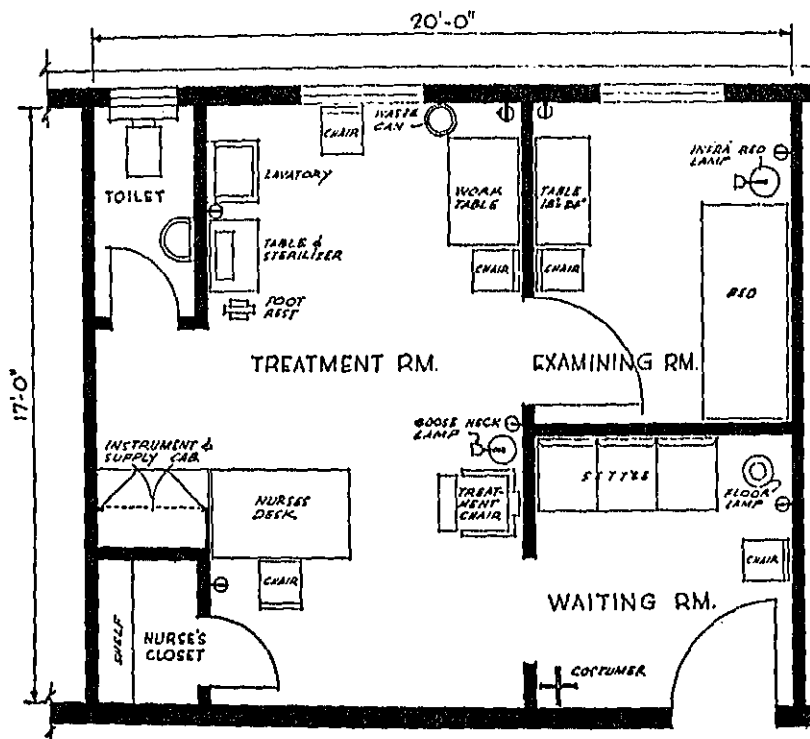 20'-0"
17'-0"
TOILET
CHAIR
WASTE
CAN
LAVATORY
WORK
TABLE
TABLE
18"x24"
INFRA RED
LAMP
TABLE &
STERILIZER
CHAIR
CHAIR
BED
FOOT
REST
TREATMENT RM.
EXAMINING RM.
INSTRUMENT &
SUPPLY CAB.
GOOSE NECK
LAMP
SETTEE
NURSES
DESK
TREAT-
MENT
CHAIR
FLOOR
LAMP
CHAIR
CHAIR
WAITING RM.
SHELF
NURSE'S
CLOSET
COSTUMER